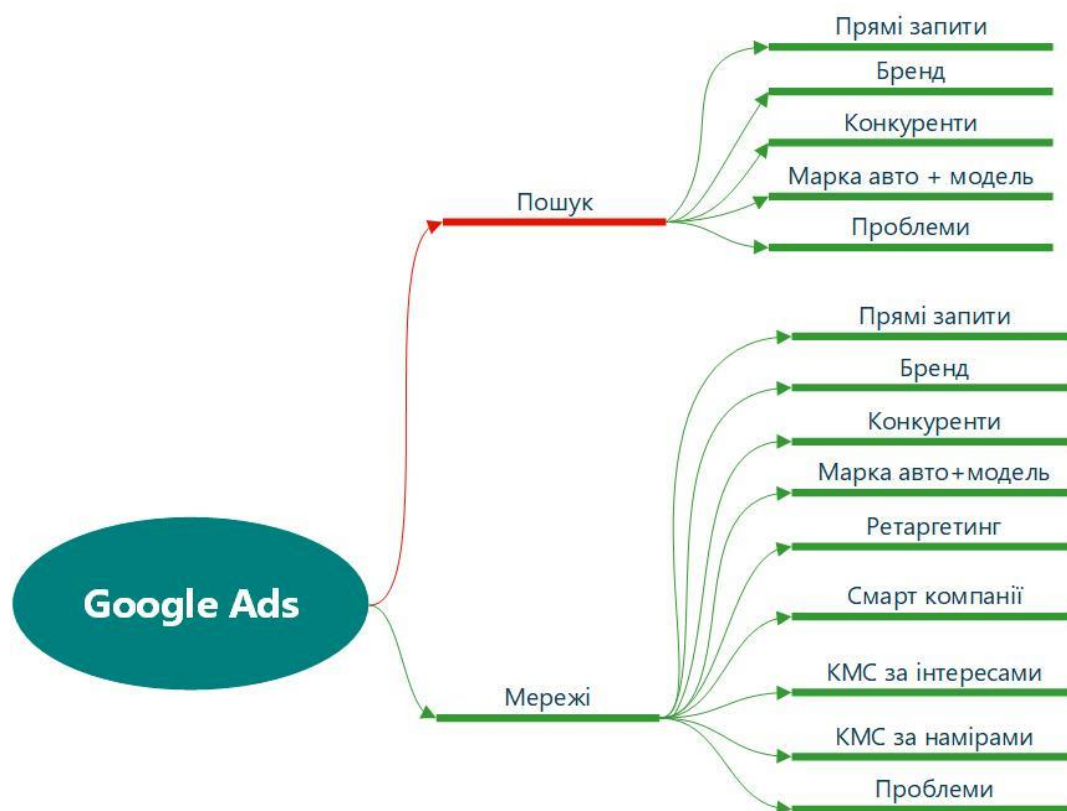 Прямі запити
Бренд
Конкуренти
Марка авто + модель
Проблеми
Пошук
Google Ads
Мережі
Прямі запити
Бренд
Конкуренти
Марка авто+модель
Ретаргетинг
Смарт компанії
КМС за інтересами
КМС за намірами
Проблеми